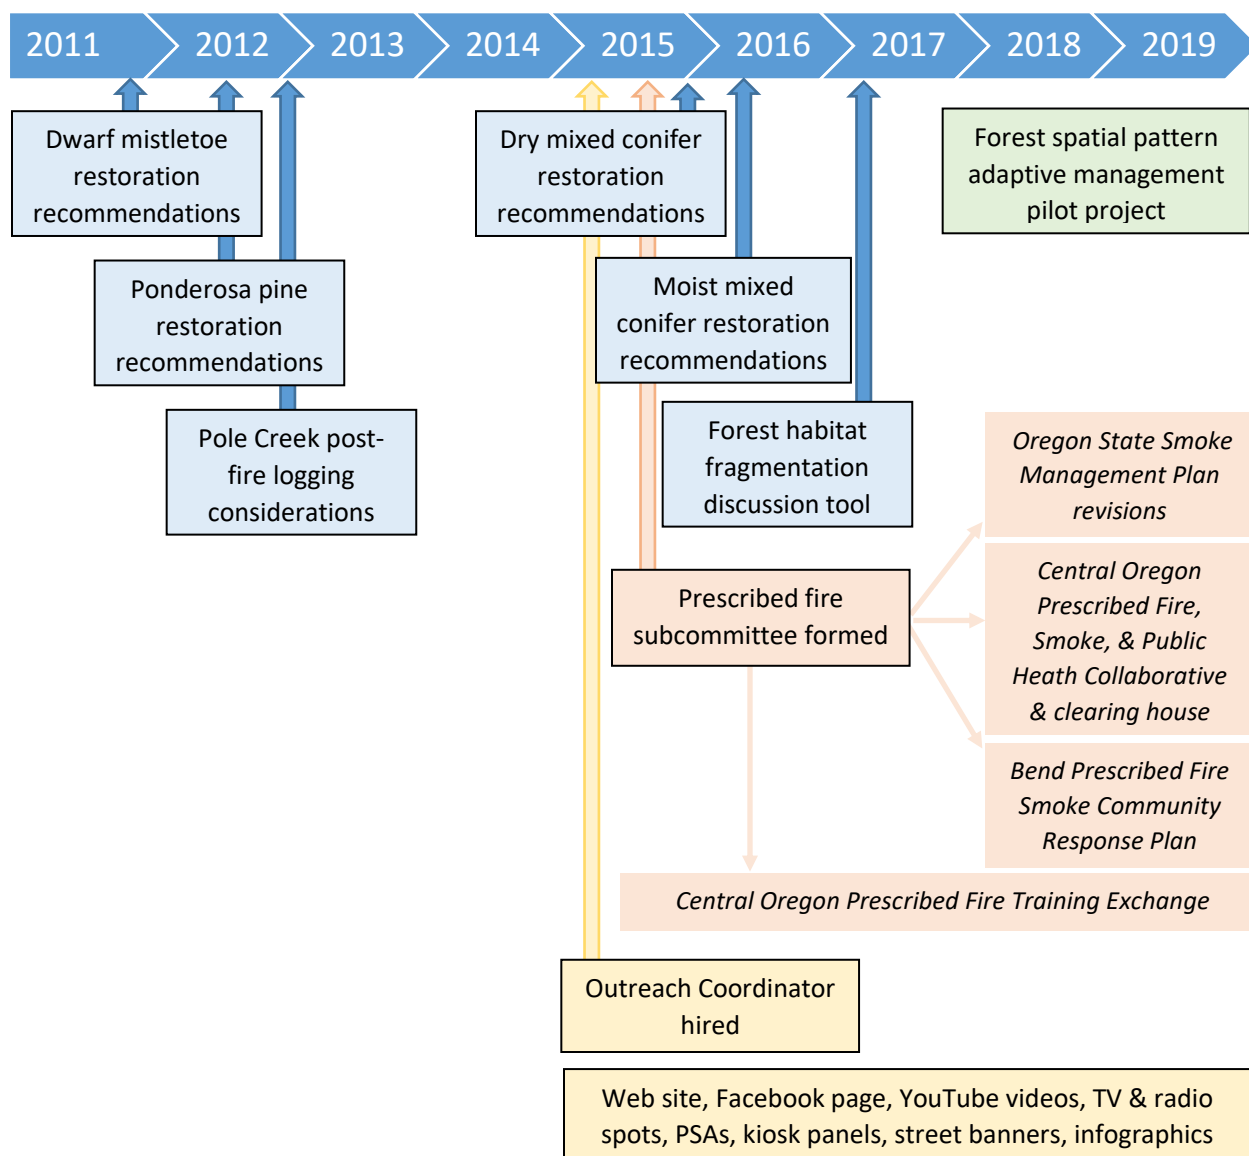 2011 2012 2013 2014 2015 2016 2017 2018 2019
Dwarf mistletoe
restoration
recommendations
Ponderosa pine
restoration
recommendations
Pole Creek post-
fire logging
considerations
Dry mixed conifer
restoration
recommendations
Moist mixed
conifer restoration
recommendations
Forest habitat
fragmentation
discussion tool
Forest spatial pattern
adaptive management
pilot project
Prescribed fire
subcommittee formed
Oregon State Smoke
Management Plan
revisions
Central Oregon
Prescribed Fire,
Smoke, & Public
Heath Collaborative
& clearing house
Bend Prescribed Fire
Smoke Community
Response Plan
Central Oregon Prescribed Fire Training Exchange
Outreach Coordinator
hired
Web site, Facebook page, YouTube videos, TV & radio
spots, PSAs, kiosk panels, street banners, infographics